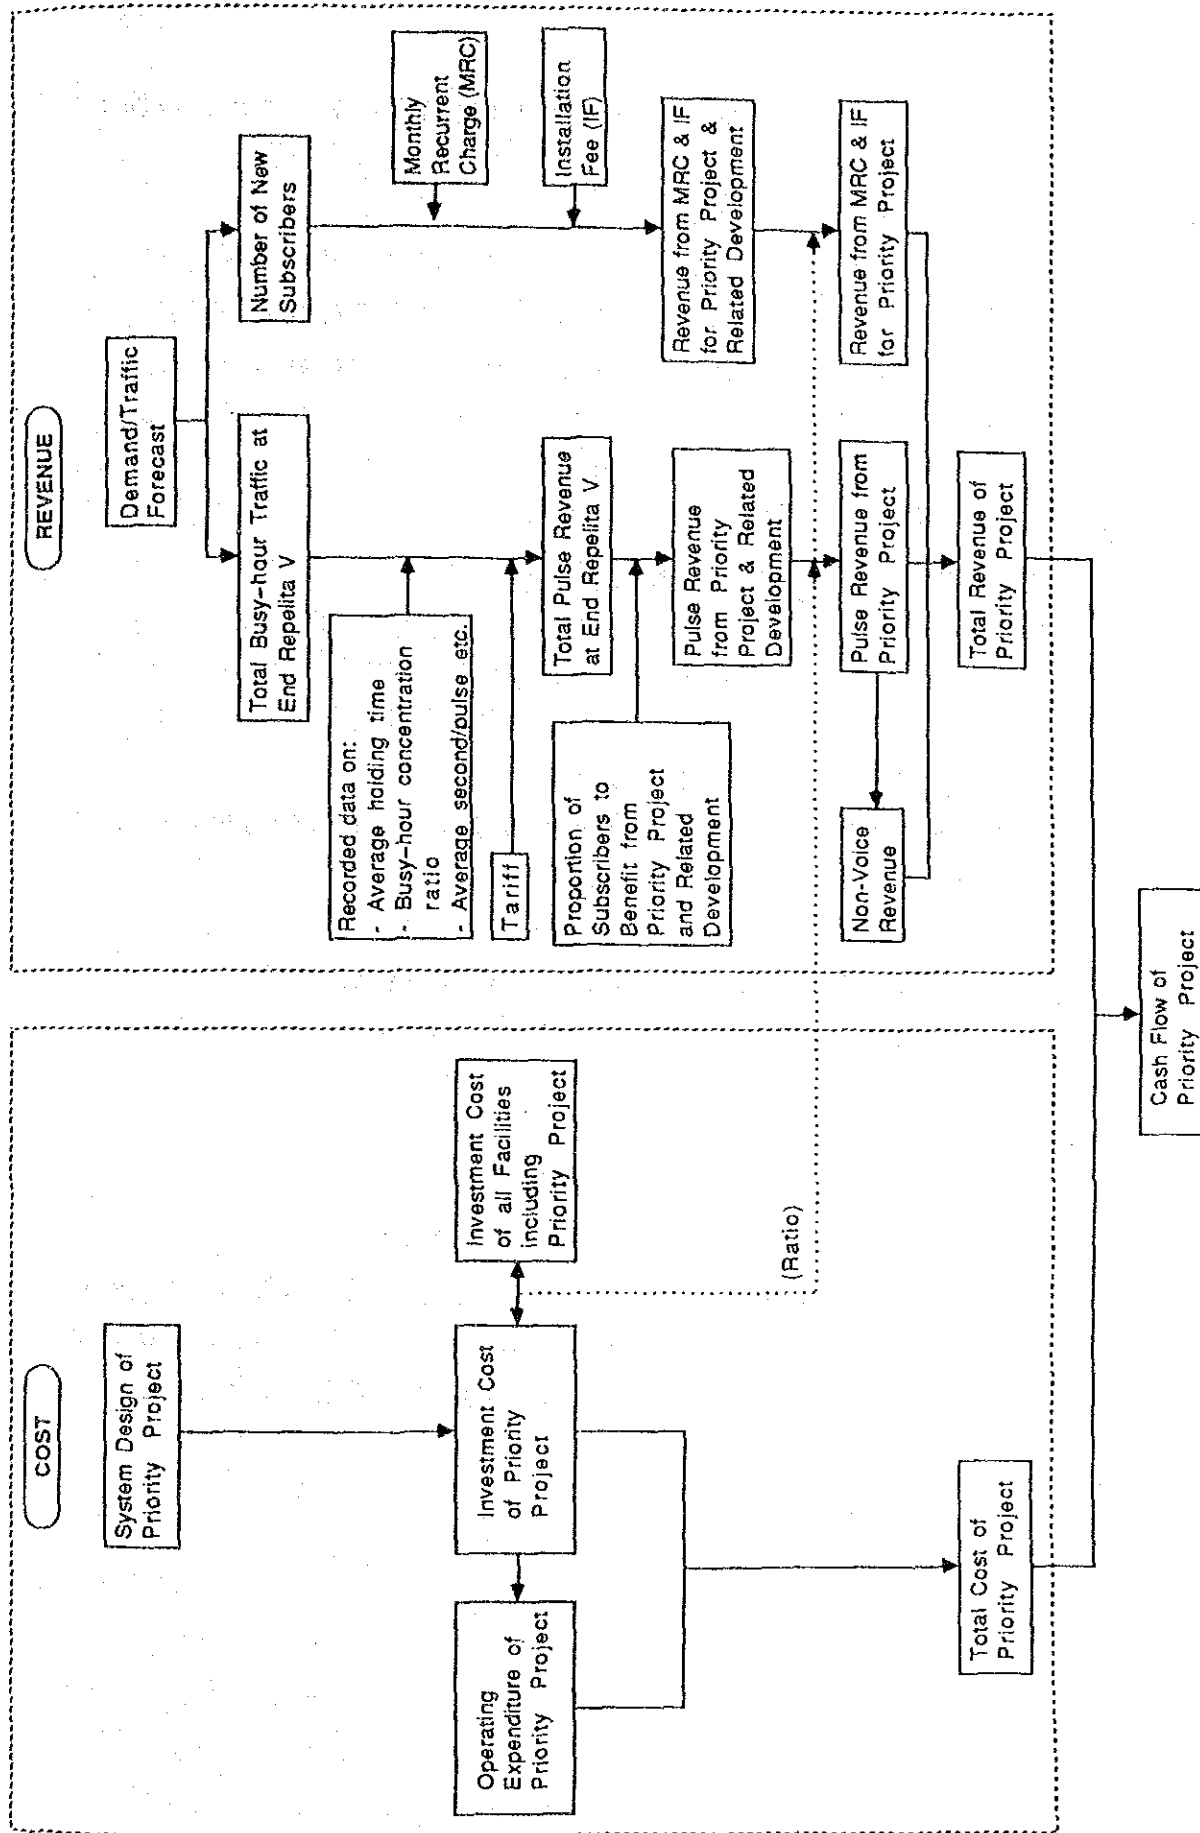 COST
System Design of
Priority Project
Operating
Expenditure of
Priority Project
Investment Cost
of Priority
Project
Investment Cost
of all Facilities
including
Priority Project
(Ratio)
Total Cost of
Priority Project
REVENUE
Demand/Traffic
Forecast
Total Busy-hour Traffic at
End Repelita V
Number of New
Subscribers
Recorded data on:
- Average holding time
- Busy-hour concentration
ratio
- Average second/pulse etc.
Monthly
Recurrent
Charge (MRC)
Tariff
Installation
Fee (IF)
Total Pulse Revenue
at End Repelita V.
Proportion of
Subscribers to
Benefit from
Priority Project
and Related
Development
Pulse Revenue
from Priority
Project & Related
Development
Revenue from MRC & IF
for Priority Project &
Related Development
Non-Voice
Revenue
Pulse Revenue from
Priority Project
Revenue from MRC & IF
for Priority Project
Total Revenue of
Priority Project
Cash Flow of
Priority Project